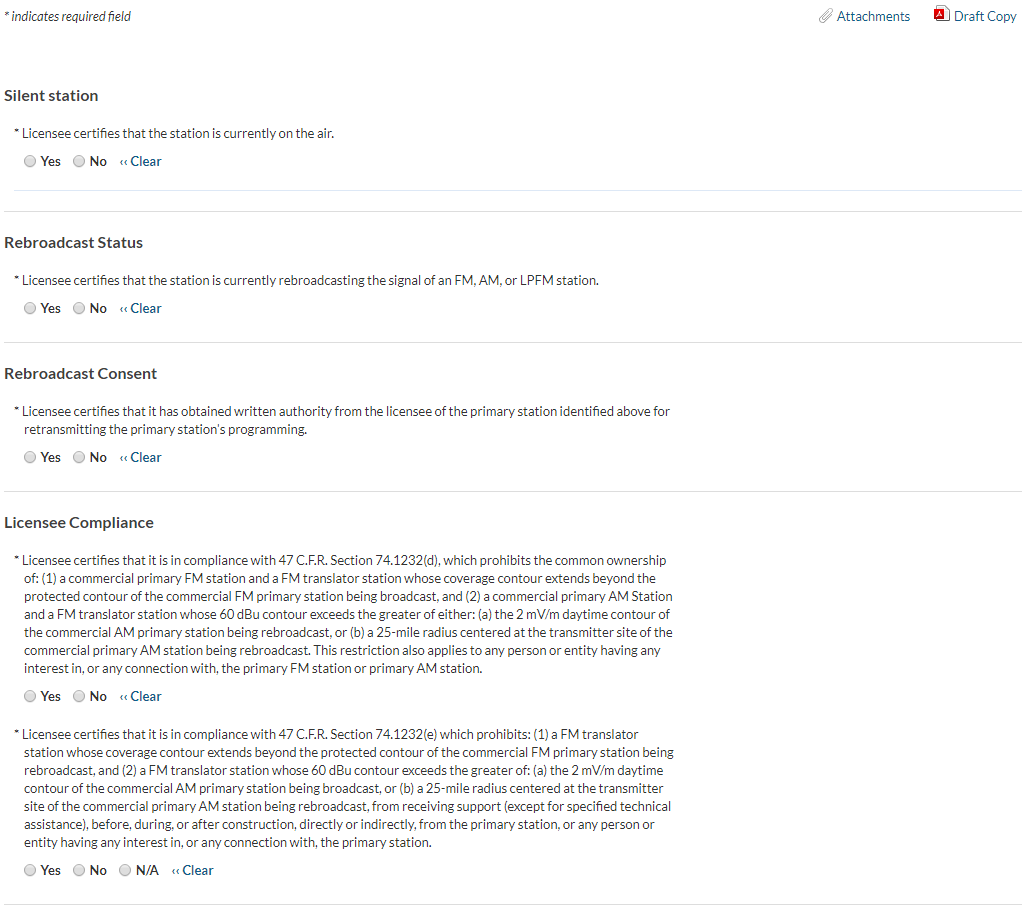 * indicates required field
Attachments
Draft Copy
Silent station
* Licensee certifies that the station is currently on the air.
Yes No ‹‹ Clear
Rebroadcast Status
* Licensee certifies that the station is currently rebroadcasting the signal of an FM, AM, or LPFM station.
Yes No ‹‹ Clear
Rebroadcast Consent
* Licensee certifies that it has obtained written authority from the licensee of the primary station identified above for
retransmitting the primary station's programming.
Yes No ‹‹ Clear
Licensee Compliance
* Licensee certifies that it is in compliance with 47 C.F.R. Section 74.1232(d), which prohibits the common ownership
of: (1) a commercial primary FM station and a FM translator station whose coverage contour extends beyond the
protected contour of the commercial FM primary station being broadcast, and (2) a commercial primary AM Station
and a FM translator station whose 60 dBu contour exceeds the greater of either: (a) the 2 mV/m daytime contour of
the commercial AM primary station being rebroadcast, or (b) a 25-mile radius centered at the transmitter site of the
commercial primary AM station being rebroadcast. This restriction also applies to any person or entity having any
interest in, or any connection with, the primary FM station or primary AM station.
Yes No ‹‹ Clear
* Licensee certifies that it is in compliance with 47 C.F.R. Section 74.1232(e) which prohibits: (1) a FM translator
station whose coverage contour extends beyond the protected contour of the commercial FM primary station being
rebroadcast, and (2) a FM translator station whose 60 dBu contour exceeds the greater of: (a) the 2 mV/m daytime
contour of the commercial AM primary station being broadcast, or (b) a 25-mile radius centered at the transmitter
site of the commercial primary AM station being rebroadcast, from receiving support (except for specified technical
assistance), before, during, or after construction, directly or indirectly, from the primary station, or any person or
entity having any interest in, or any connection with, the primary station.
Yes No N/A ‹‹ Clear